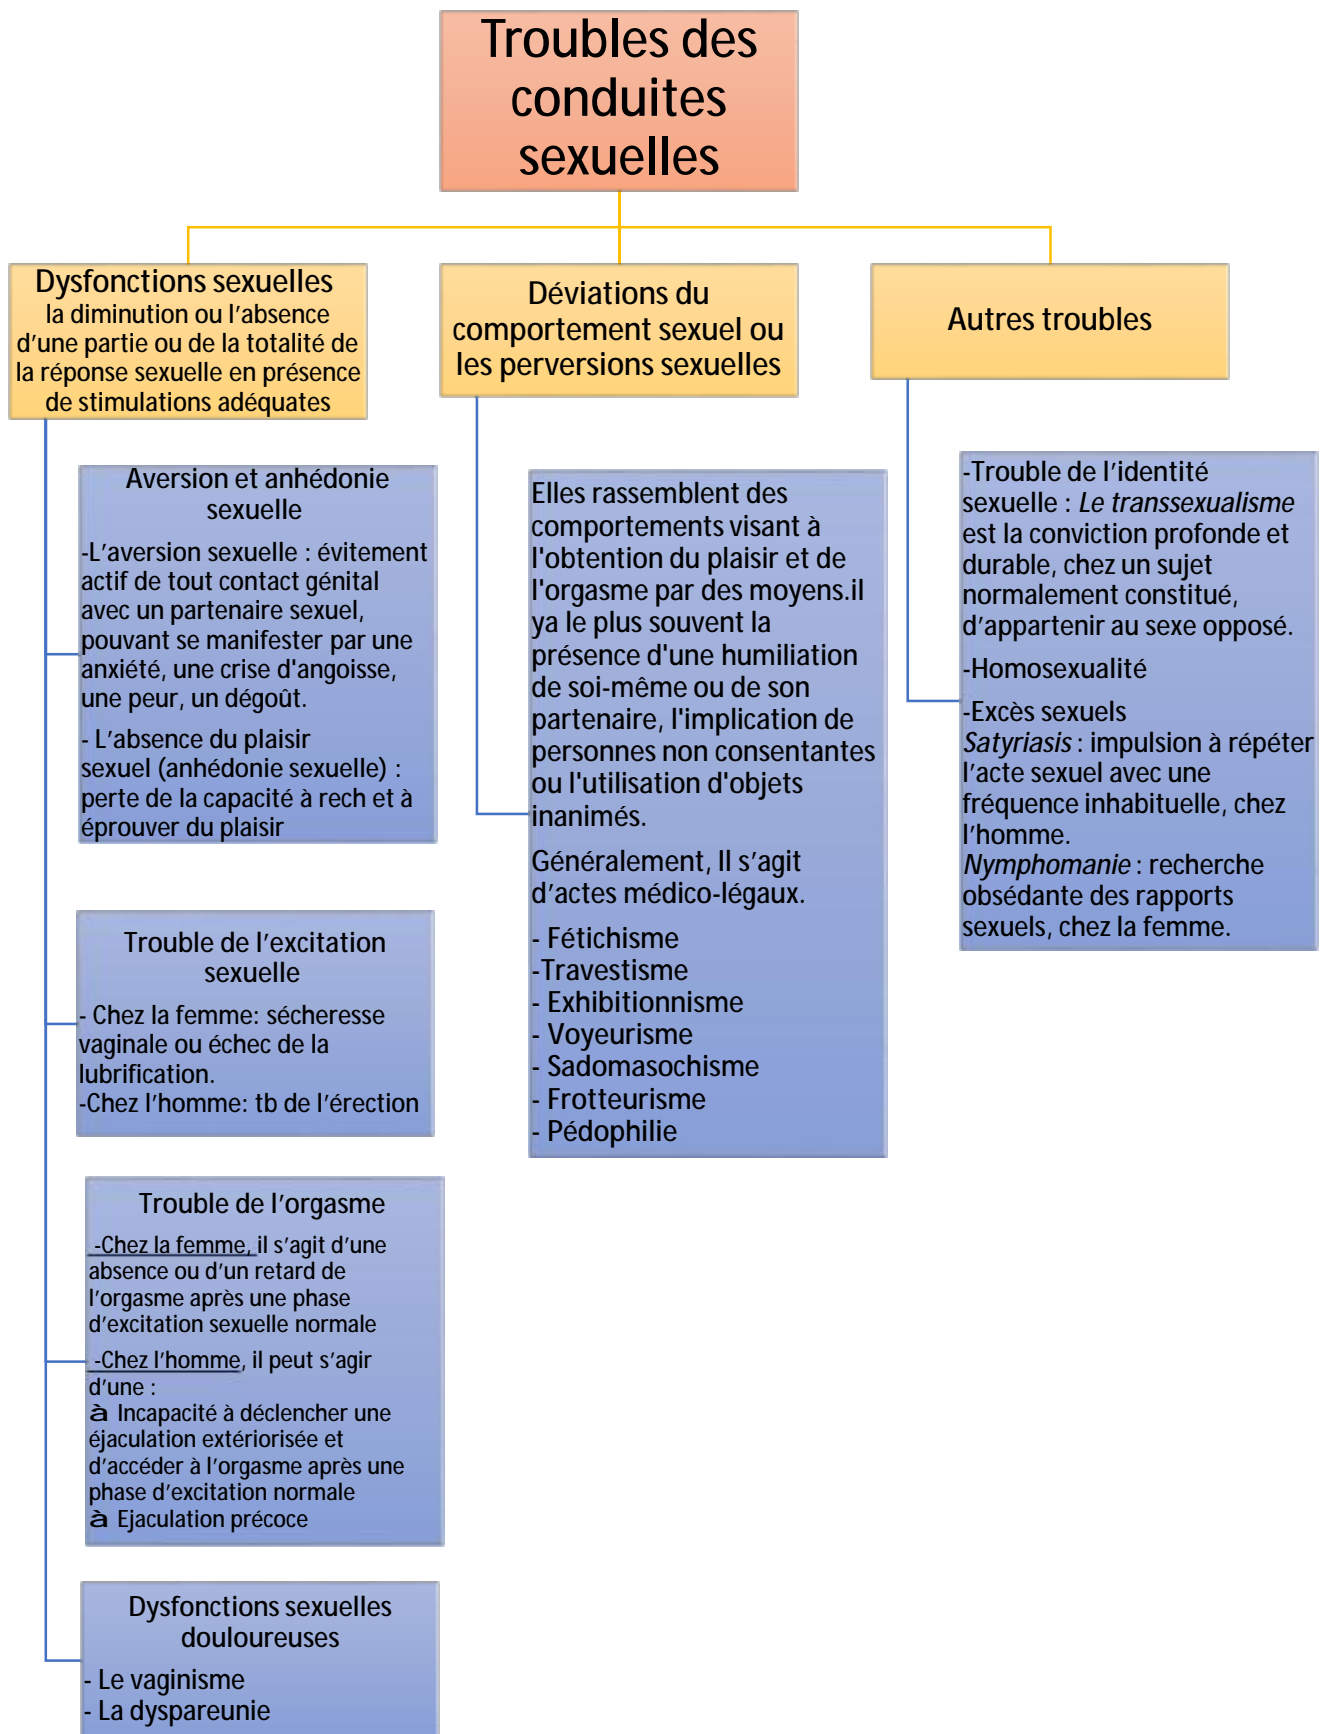 Troubles des
conduites
sexuelles
Dysfonctions sexuelles
la diminution ou l'absence
d'une partie ou de la totalité de
la réponse sexuelle en présence
de stimulations adéquates
Aversion et anhédonie
sexuelle
-L'aversion sexuelle : évitement
actif de tout contact génital
avec un partenaire sexuel,
pouvant se manifester par une
anxiété, une crise d'angoisse,
une peur, un dégoût.
- L'absence du plaisir
sexuel (anhédonie sexuelle) :
perte de la capacité à rech et à
éprouver du plaisir
Trouble de l'excitation
sexuelle
- Chez la femme: sécheresse
vaginale ou échec de la
lubrification.
-Chez l'homme: tb de l'érection
Trouble de l'orgasme
-Chez la femme, il s'agit d'une
absence ou d'un retard de
l'orgasme après une phase
d'excitation sexuelle normale
-Chez l'homme, il peut s'agir
d'une :
à Incapacité à déclencher une
éjaculation extériorisée et
d'accéder à l'orgasme après une
phase d'excitation normale
à Ejaculation précoce
Dysfonctions sexuelles
douloureuses
- Le vaginisme
- La dyspareunie
Déviations du
comportement sexuel ou
les perversions sexuelles
Elles rassemblent des
comportements visant à
l'obtention du plaisir et de
l'orgasme par des moyens.il
ya le plus souvent la
présence d'une humiliation
de soi-même ou de son
partenaire, l'implication de
personnes non consentantes
ou l'utilisation d'objets
inanimés.
Généralement, Il s'agit
d'actes médico-légaux.
- Fétichisme
-Travestisme
- Exhibitionnisme
- Voyeurisme
- Sadomasochisme
- Frotteurisme
- Pédophilie
Autres troubles
-Trouble de l'identité
sexuelle : Le transsexualisme
est la conviction profonde et
durable, chez un sujet
normalement constitué,
d'appartenir au sexe opposé.
-Homosexualité
-Excès sexuels
Satyriasis : impulsion à répéter
l'acte sexuel avec une
fréquence inhabituelle, chez
l'homme.
Nymphomanie : recherche
obsédante des rapports
sexuels, chez la femme.